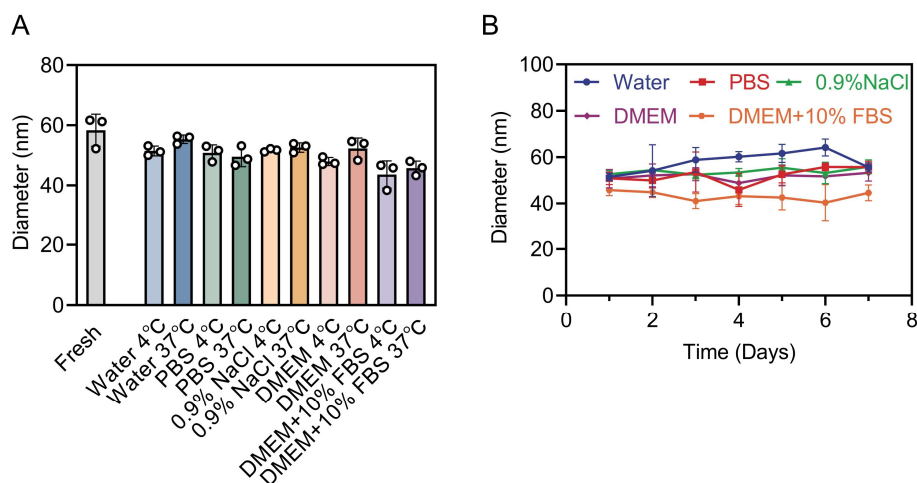 A
Diameter (nm)
80
60
40
20
0
Fresh
Water 4℃
Water 37℃
PBS 4℃
PBS 37℃
0.9% NaCl 4℃
0.9% NaCl 37℃
DMEM 4℃
DMEM 37℃
DMEM+10% FBS 4℃
DMEM+10% FBS 37℃
B
Diameter (nm)
100
80
60
40
20
0
Water PBS 0.9%NaCl
DMEM DMEM+10% FBS
0 2 4 6 8
Time (Days)